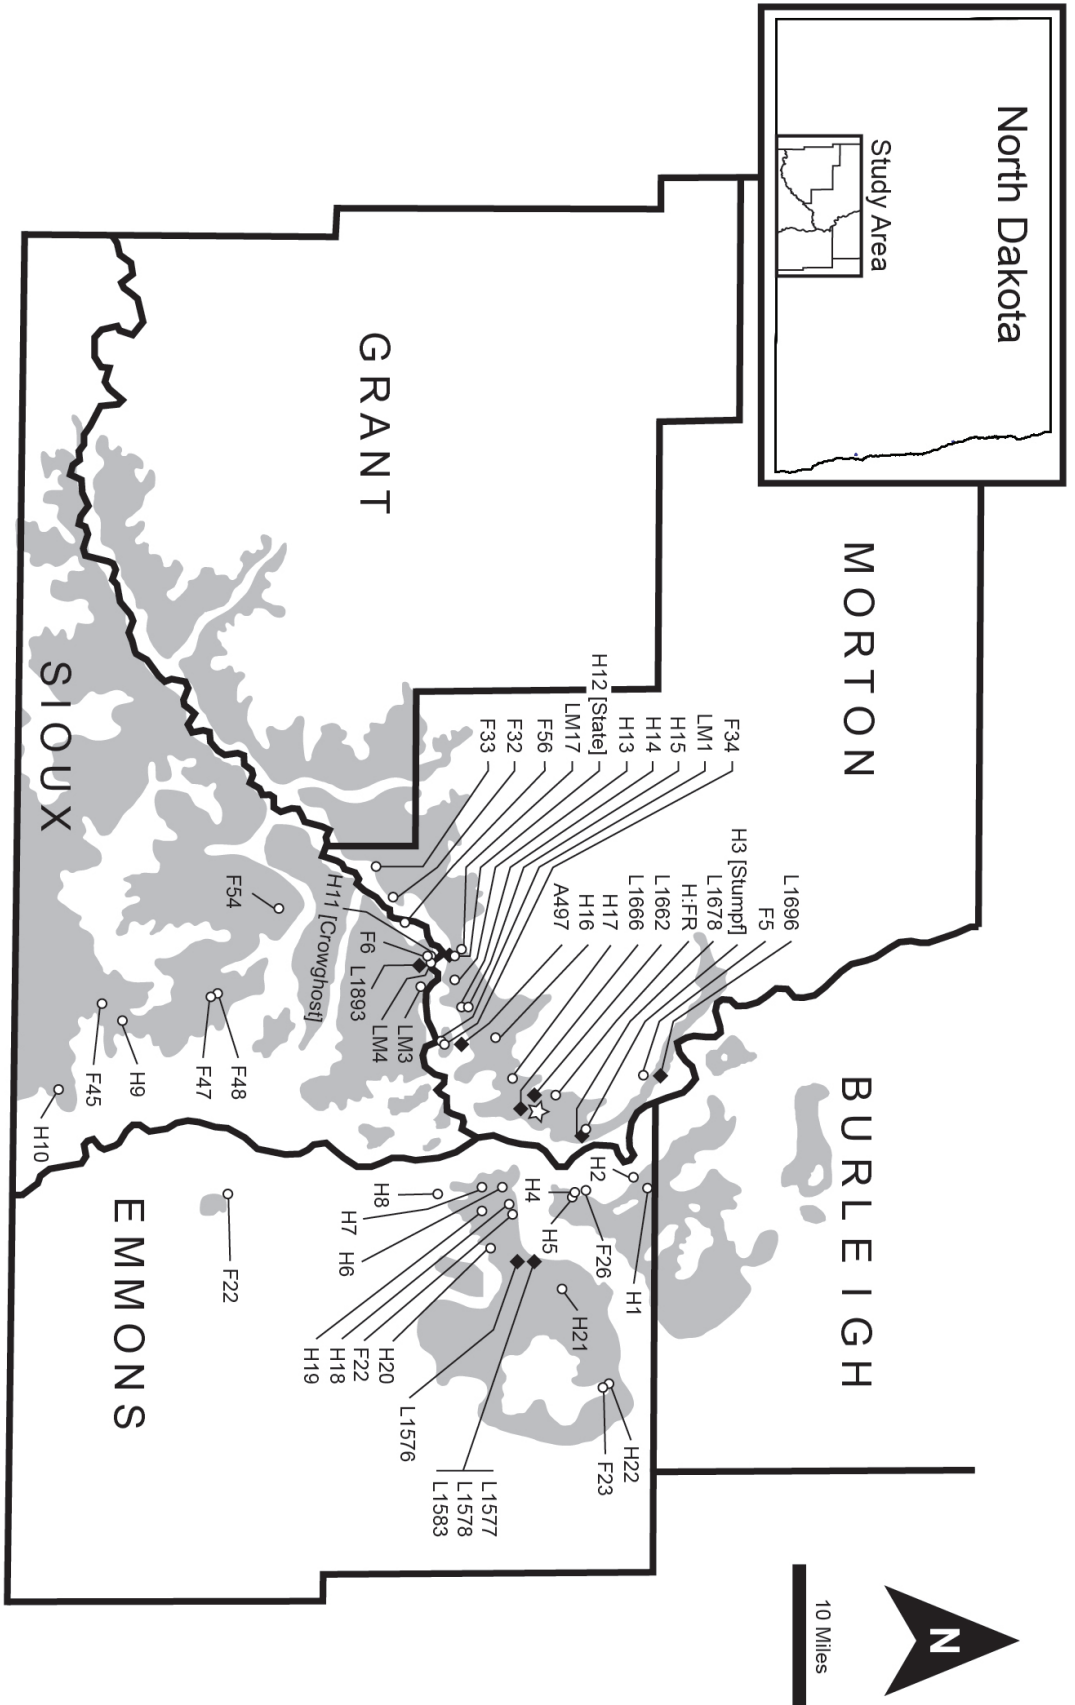 North Dakota
Study Area
MORTON
BURLEIGH
GRANT
SIOUX
EMMONS
N
10 Miles
F34
LM1
H15
H14
H13
H12 [State]
LM17
F56
F32
F33
L1696
F5
H3 [Stumpf]
L1678
H:FR
L1662
L1666
H17
H16
A497
H11 [Crowghost]
F6
L1893
LM4
LM3
F54
F48
F47
H9
F45
H10
H2
H1
H4
H5
F26
H21
H22
F23
H8
H7
H6
H19
H18
F22
H20
L1576
L1577
L1578
L1583
F22